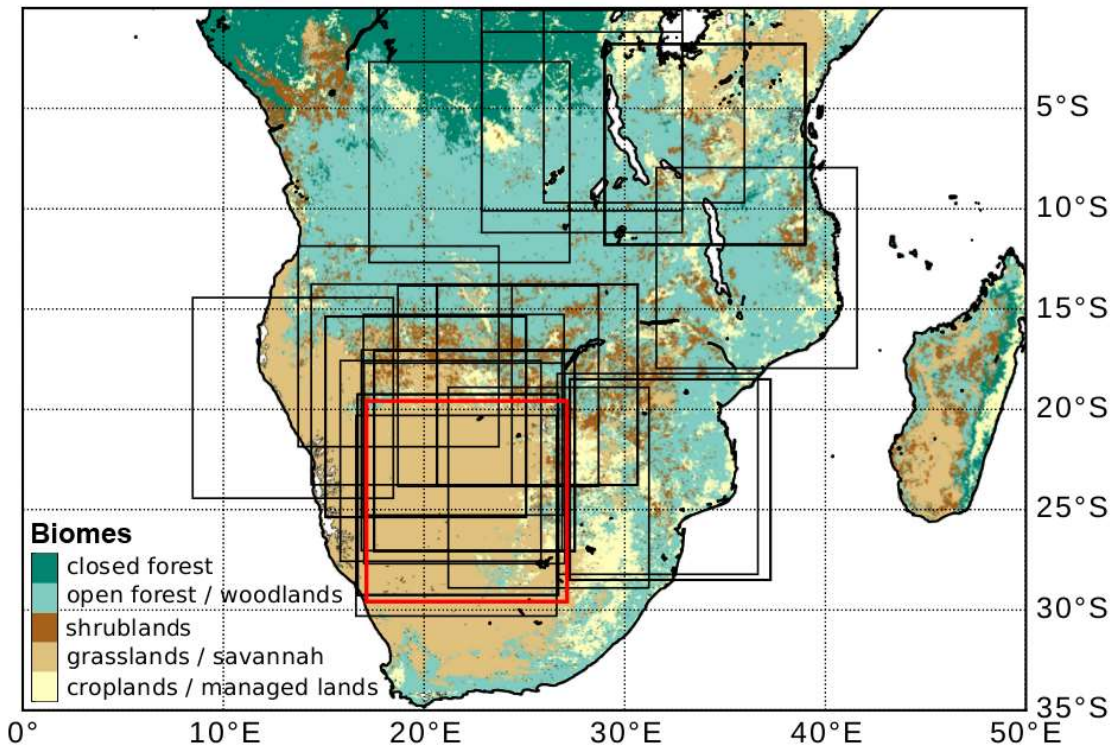 5°S
10°S
15°S
20°S
25°S
30°S
35°S
Biomes
closed forest
open forest / woodlands
shrublands
grasslands / savannah
croplands / managed lands
0° 10°E 20°E 30°E 40°E 50°E